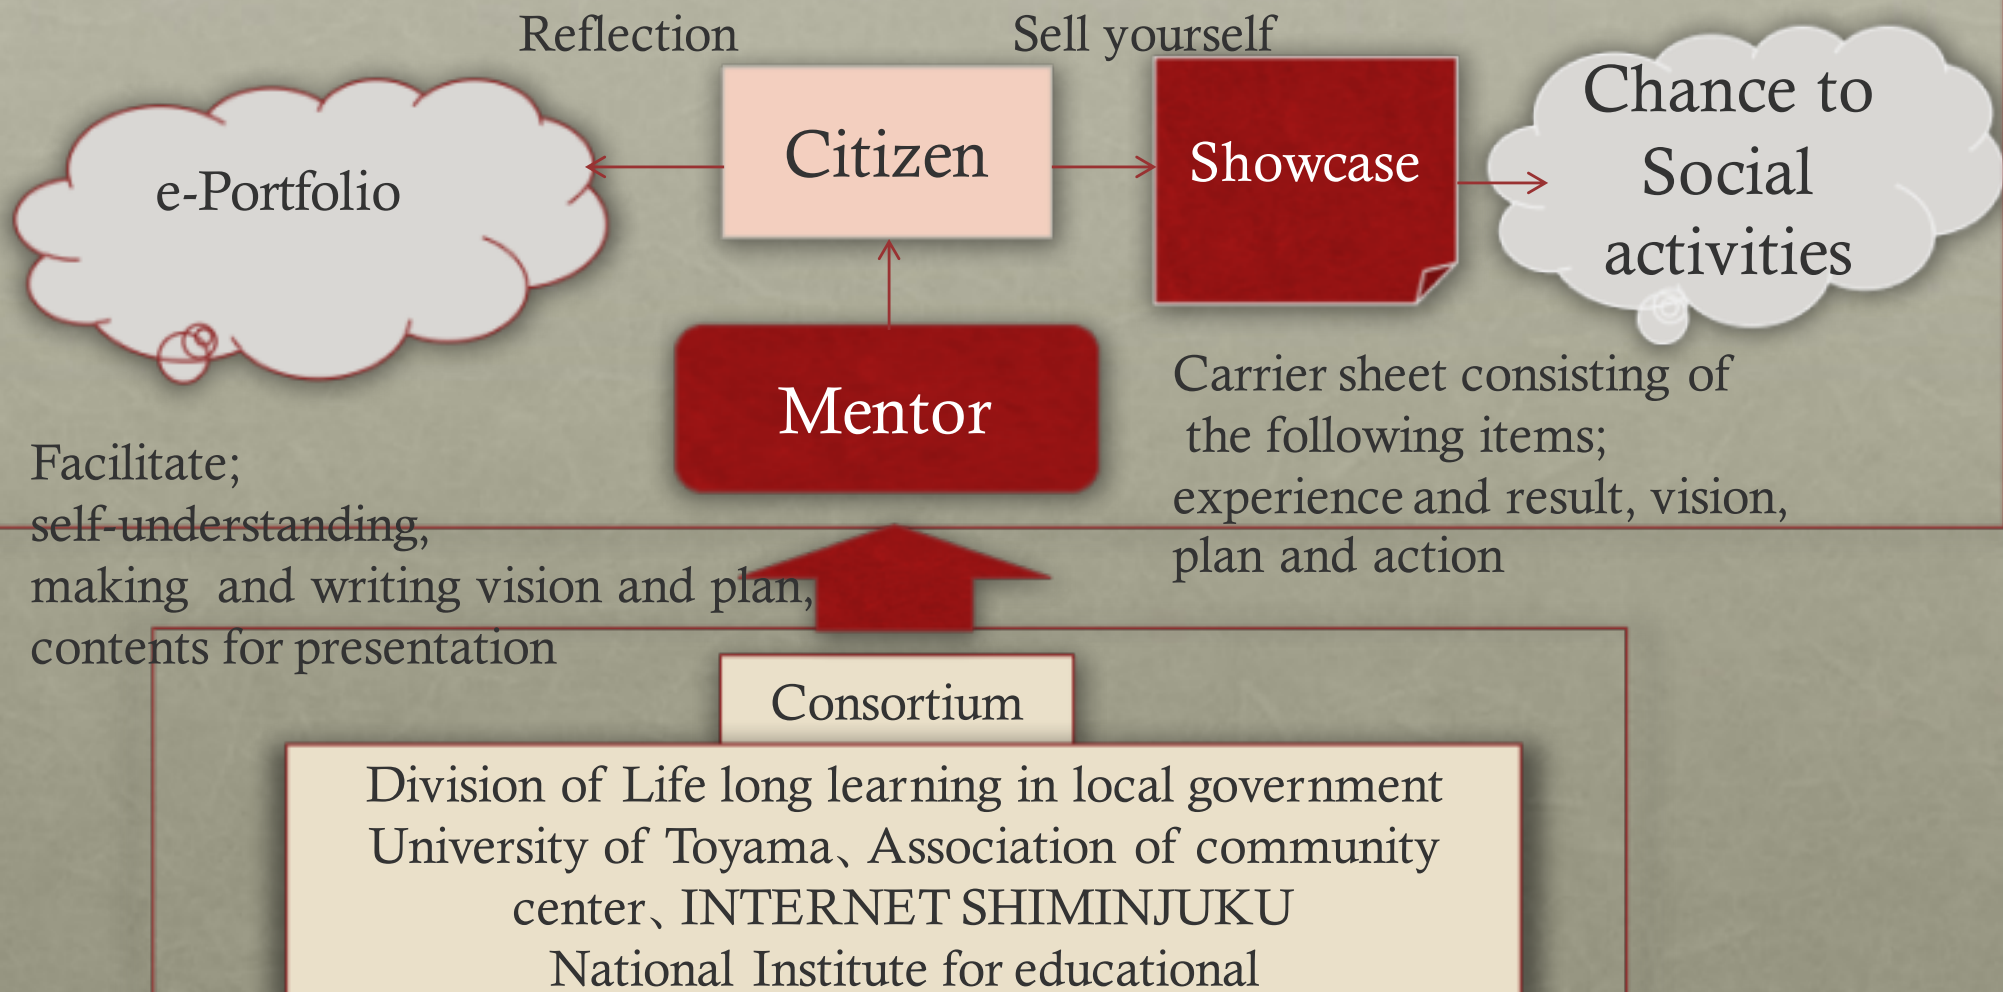 Reflection
Sell yourself
e-Portfolio
Citizen
Showcase
Chance to
Social
activities
Mentor
Carrier sheet consisting of
the following items;
experience and result, vision,
plan and action
Facilitate;
self-understanding,
making and writing vision and plan,
contents for presentation
Consortium
Division of Life long learning in local government
University of Toyama、Association of community
center、INTERNET SHIMINJUKU
National Institute for educational